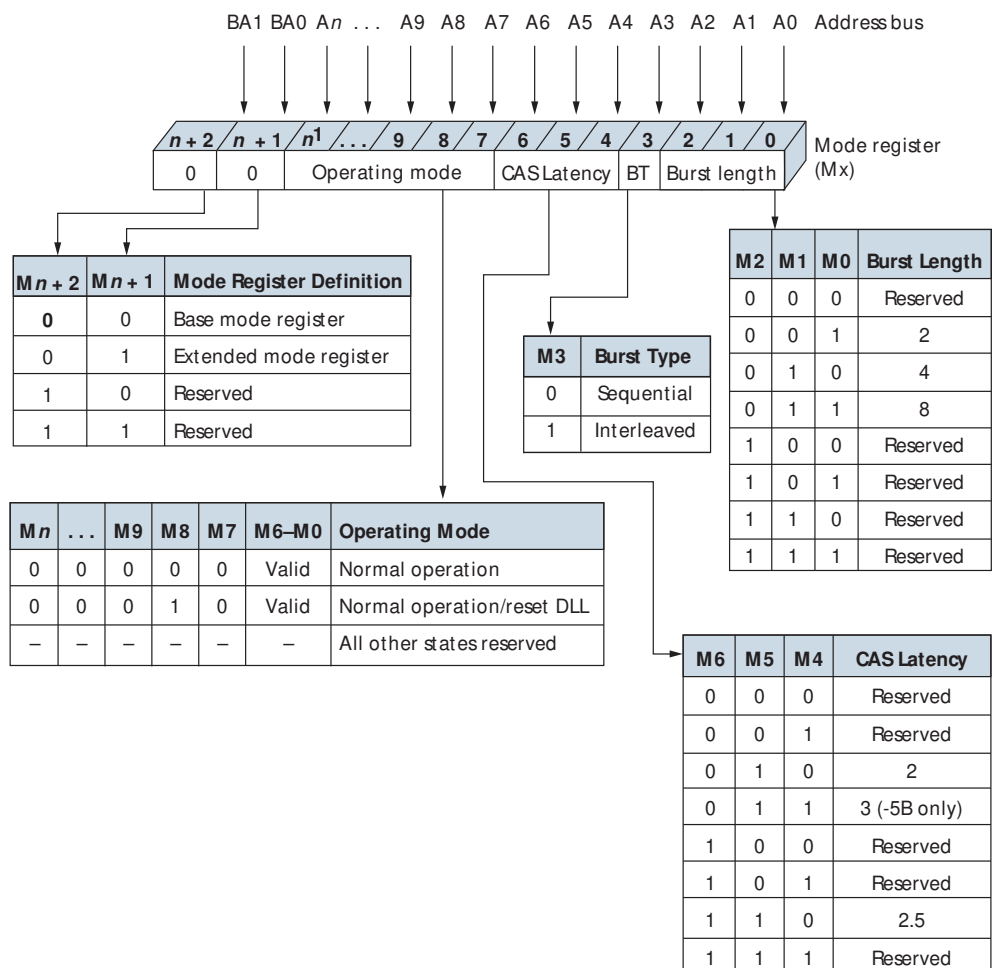 BA1 BA0 An . . . A9 A8 A7 A6 A5 A4 A3 A2 A1 A0 Address bus
n + 2 n + 1 n1 . . . 9 8 7 6 5 4 3 2 1 0
Mode register
(Mx)
0 0 Operating mode CAS Latency BT Burst length
Mn + 2 Mn + 1 Mode Register Definition
0 0 Base mode register
0 1 Extended mode register
1 0 Reserved
1 1 Reserved
M3 Burst Type
0 Sequential
1 Interleaved
M2 M1 M0 Burst Length
0 0 0 Reserved
0 0 1 2
0 1 0 4
0 1 1 8
1 0 0 Reserved
1 0 1 Reserved
1 1 0 Reserved
1 1 1 Reserved
Mn . . . M9 M8 M7 M6–M0 Operating Mode
0 0 0 0 0 Valid Normal operation
0 0 0 1 0 Valid Normal operation/reset DLL
– – – – – – All other states reserved
M6 M5 M4 CAS Latency
0 0 0 Reserved
0 0 1 Reserved
0 1 0 2
0 1 1 3 (-5B only)
1 0 0 Reserved
1 0 1 Reserved
1 1 0 2.5
1 1 1 Reserved